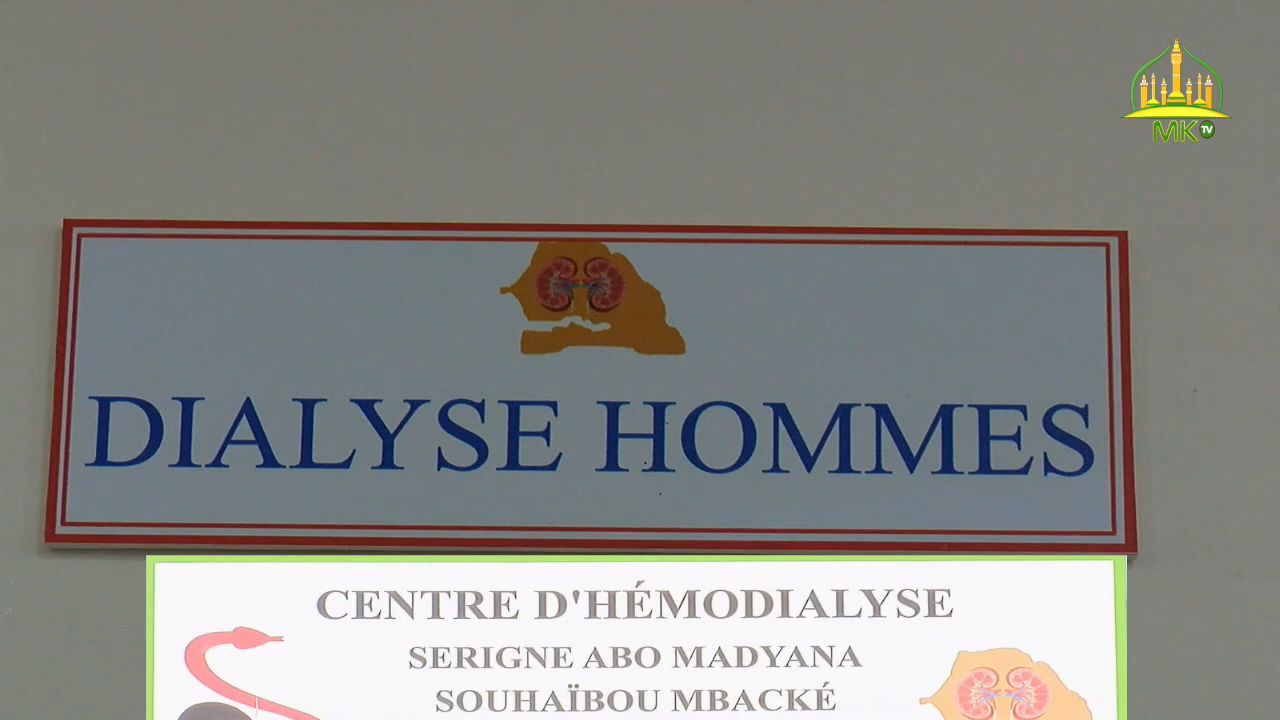 MK TV
DIALYSE HOMMES
CENTRE D'HÉMODIALYSE
SERIGNE ABO MADYANA
SOUHAÏBOU MBACKÉ